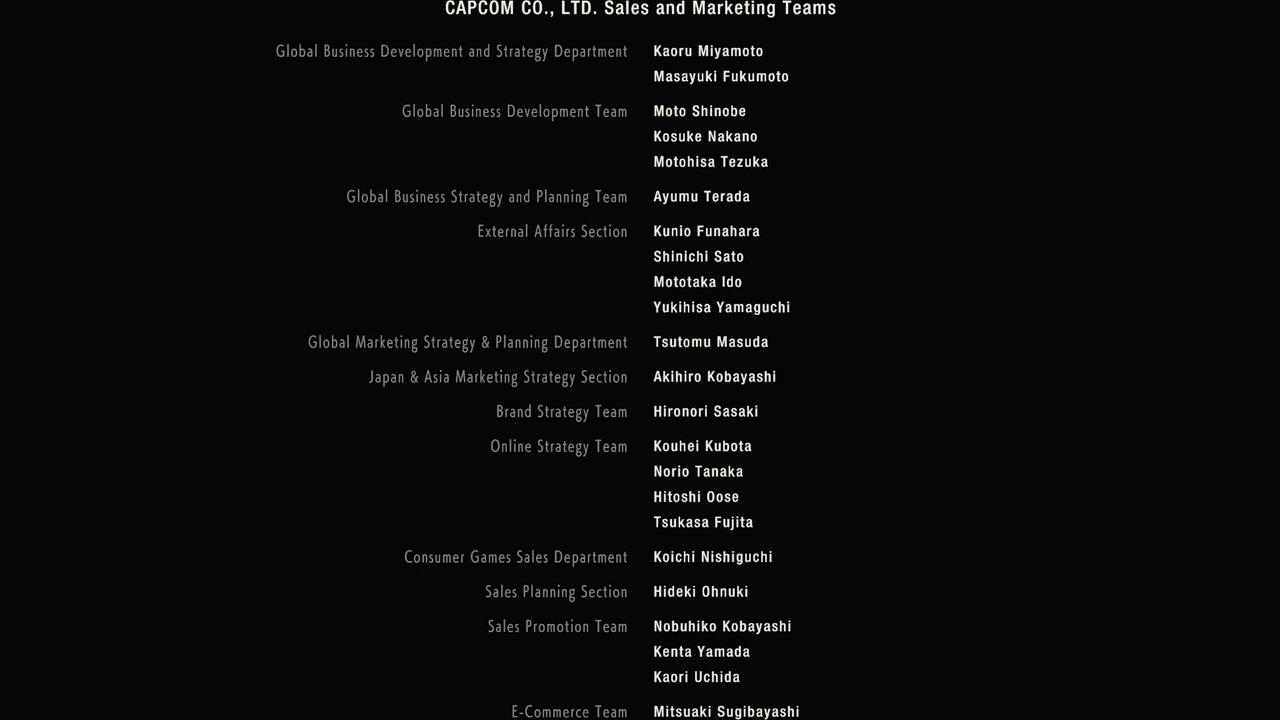 CAPCOM CO., LTD. Sales and Marketing Teams
Global Business Development and Strategy Department Kaoru Miyamoto
Masayuki Fukumoto
Global Business Development Team Moto Shinobe
Kosuke Nakano
Motohisa Tezuka
Global Business Strategy and Planning Team Ayumu Terada
External Affairs Section Kunio Funahara
Shinichi Sato
Mototaka Ido
Yukihisa Yamaguchi
Global Marketing Strategy & Planning Department Tsutomu Masuda
Japan & Asia Marketing Strategy Section Akihiro Kobayashi
Brand Strategy Team Hironori Sasaki
Online Strategy Team Kouhei Kubota
Norio Tanaka
Hitoshi Oose
Tsukasa Fujita
Consumer Games Sales Department Koichi Nishiguchi
Sales Planning Section Hideki Ohnuki
Sales Promotion Team Nobuhiko Kobayashi
Kenta Yamada
Kaori Uchida
E-Commerce Team Mitsuaki Sugibayashi